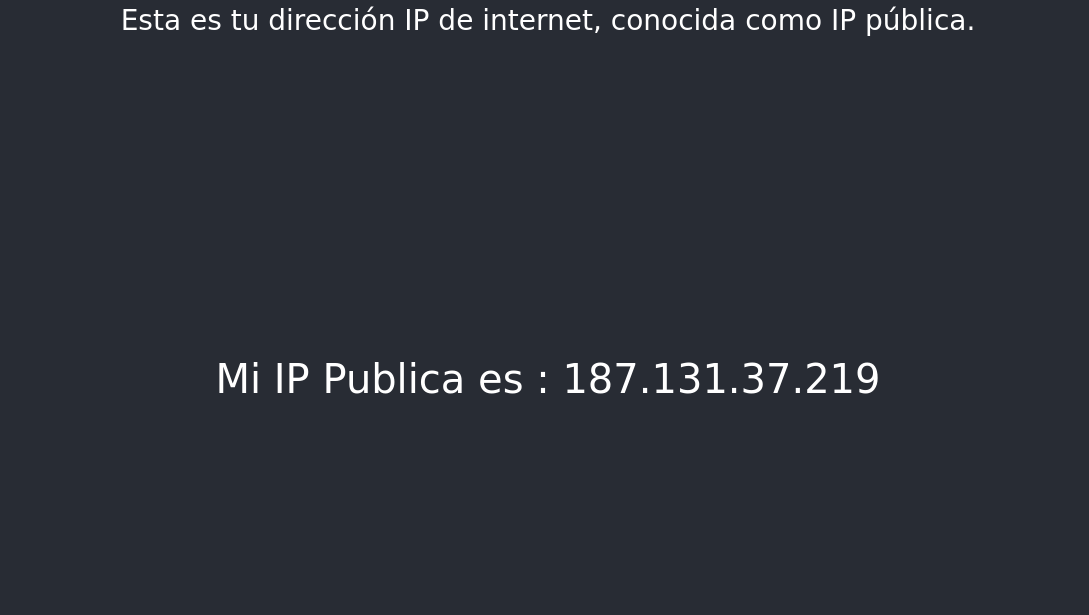 Esta es tu dirección IP de internet, conocida como IP pública.
Mi IP Publica es : 187.131.37.219